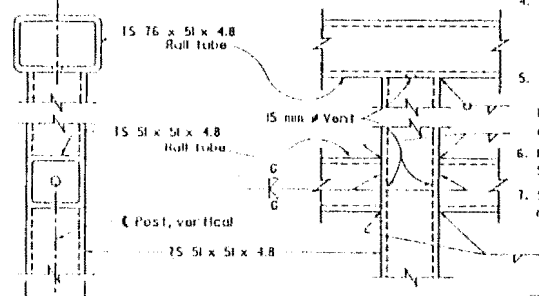 TS 76 x 51 x 4.8
Rail tube
15 min ø Vent
TS 51 x 51 x 4.8
Rail tube
G
G
Post, vertical
TS 51 x 51 x 4.8
4.
5.
6.
7.